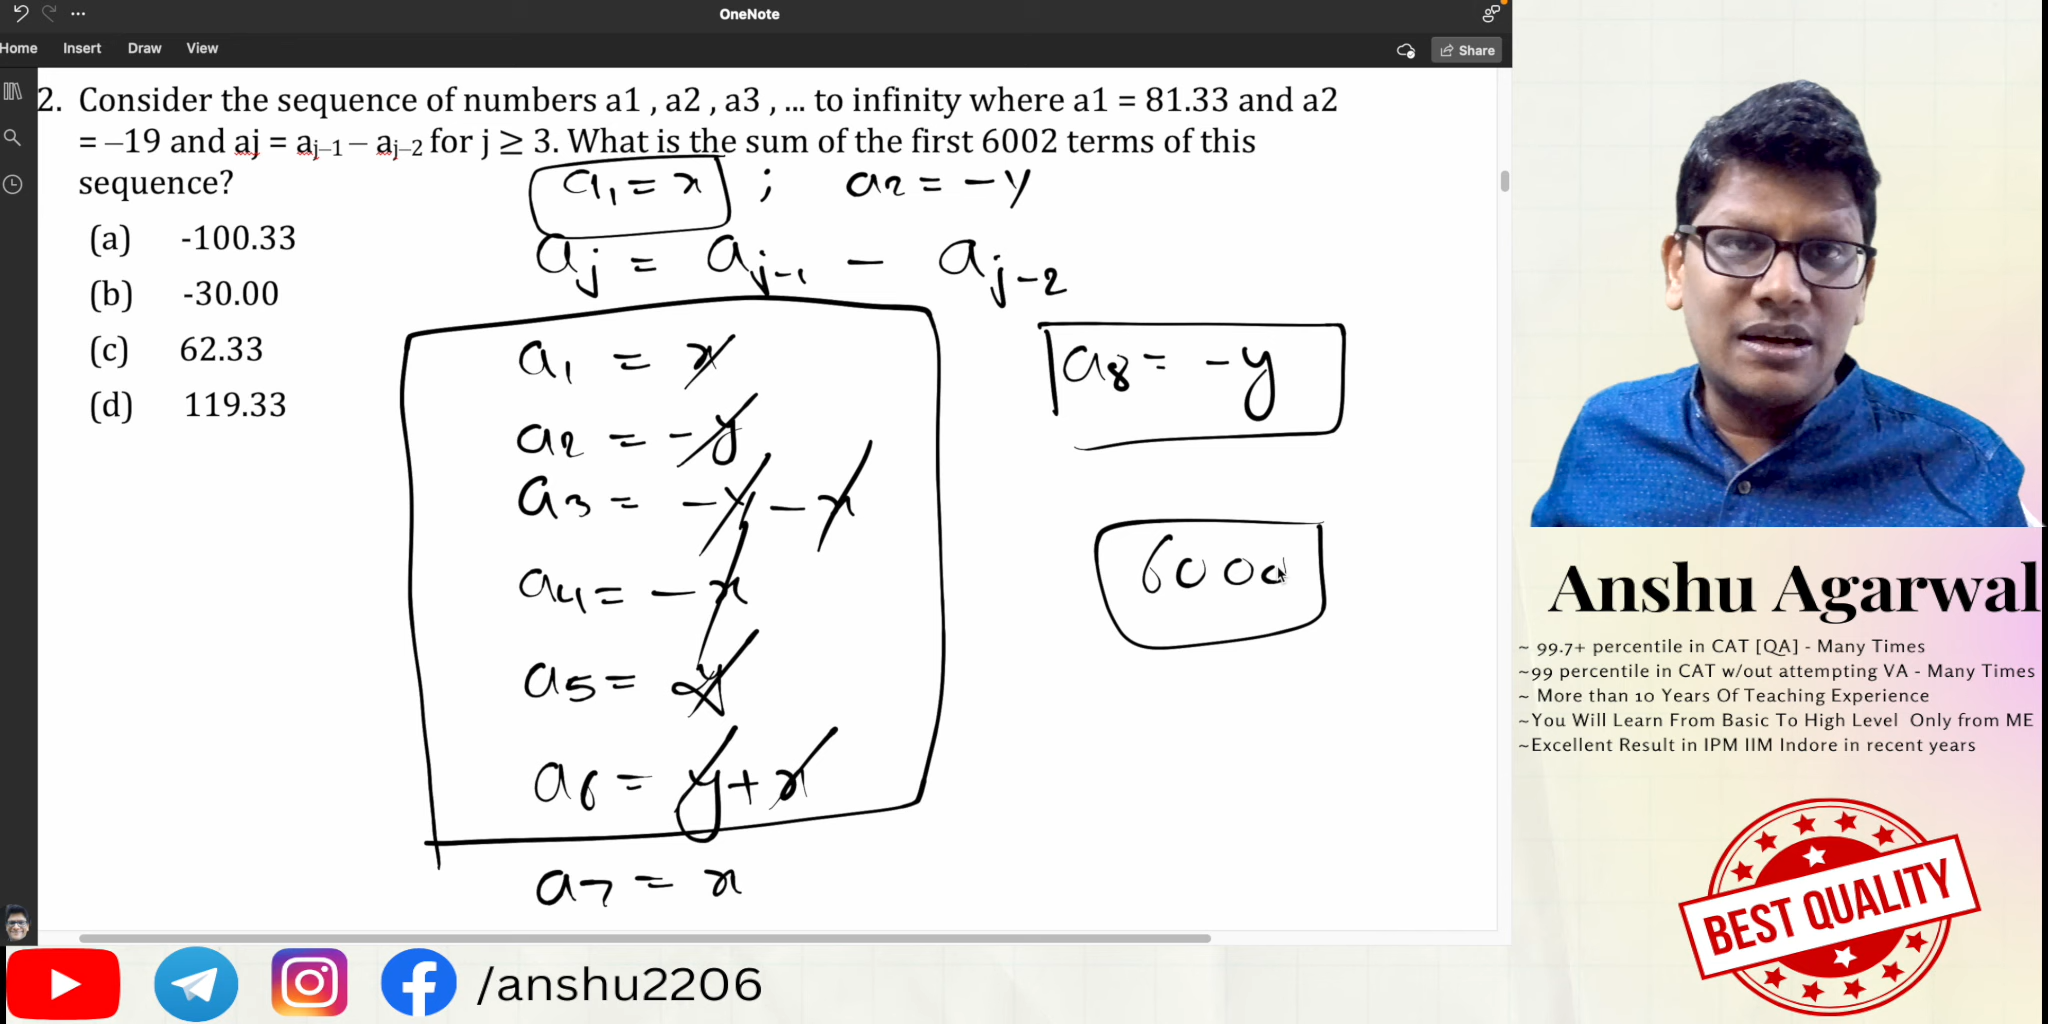 OneNote
Home Insert Draw View
Share
2. Consider the sequence of numbers a1 , a2 , a3 , ... to infinity where a1 = 81.33 and a2
= –19 and aj = aj–1 – aj–2 for j ≥ 3. What is the sum of the first 6002 terms of this
sequence?
(a) -100.33
(b) -30.00
(c) 62.33
(d) 119.33
a1 = x ; a2 = -y
aj = aj-1 - aj-2
a1 = x
a2 = -y
a3 = -y - x
a4 = -x
a5 = y
a6 = y + x
a7 = x
a8 = -y
6000
Anshu Agarwal
~ 99.7+ percentile in CAT [QA] - Many Times
~99 percentile in CAT w/out attempting VA - Many Times
~ More than 10 Years Of Teaching Experience
~You Will Learn From Basic To High Level Only from ME
~Excellent Result in IPM IIM Indore in recent years
BEST QUALITY
/anshu2206